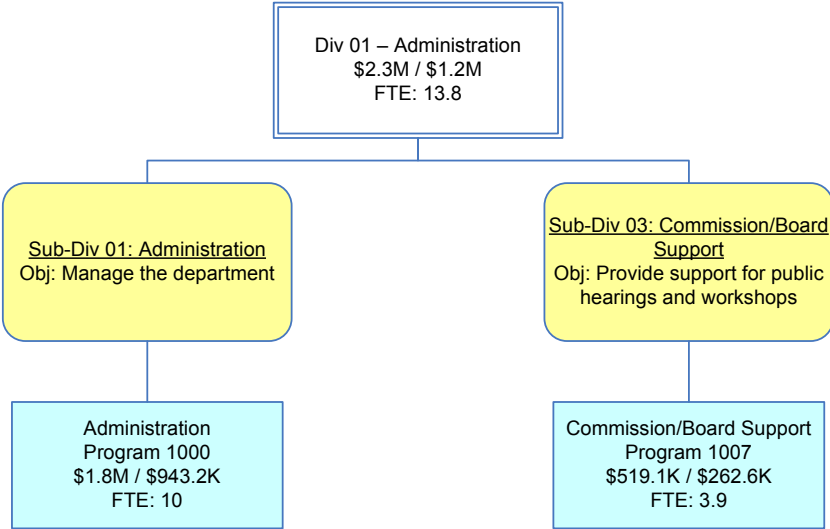 Div 01 – Administration
$2.3M / $1.2M
FTE: 13.8
Sub-Div 01: Administration
Obj: Manage the department
Sub-Div 03: Commission/Board
Support
Obj: Provide support for public
hearings and workshops
Administration
Program 1000
$1.8M / $943.2K
FTE: 10
Commission/Board Support
Program 1007
$519.1K / $262.6K
FTE: 3.9